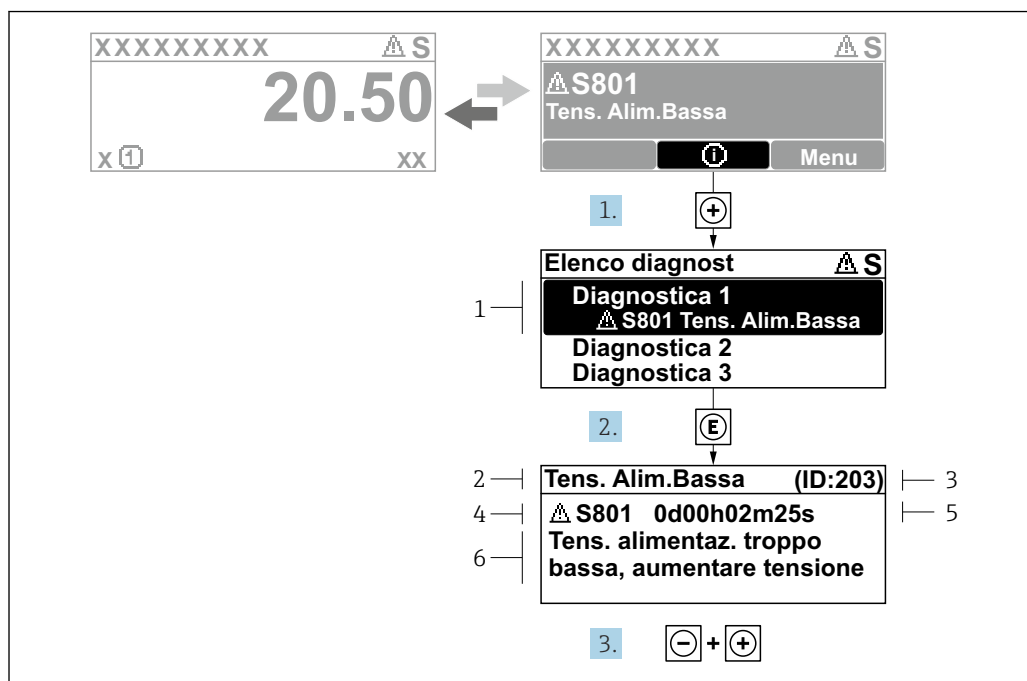 XXXXXXXXX ⚠ S
20.50
X ① XX
XXXXXXXXX ⚠ S
⚠ S801
Tens. Alim.Bassa
ⓘ Menu
1. +
Elenco diagnost ⚠ S
1
Diagnostica 1
⚠ S801 Tens. Alim.Bassa
Diagnostica 2
Diagnostica 3
2. E
2 Tens. Alim.Bassa (ID:203) 3
4 ⚠ S801 0d00h02m25s 5
6
Tens. alimentaz. troppo
bassa, aumentare tensione
3. - + +